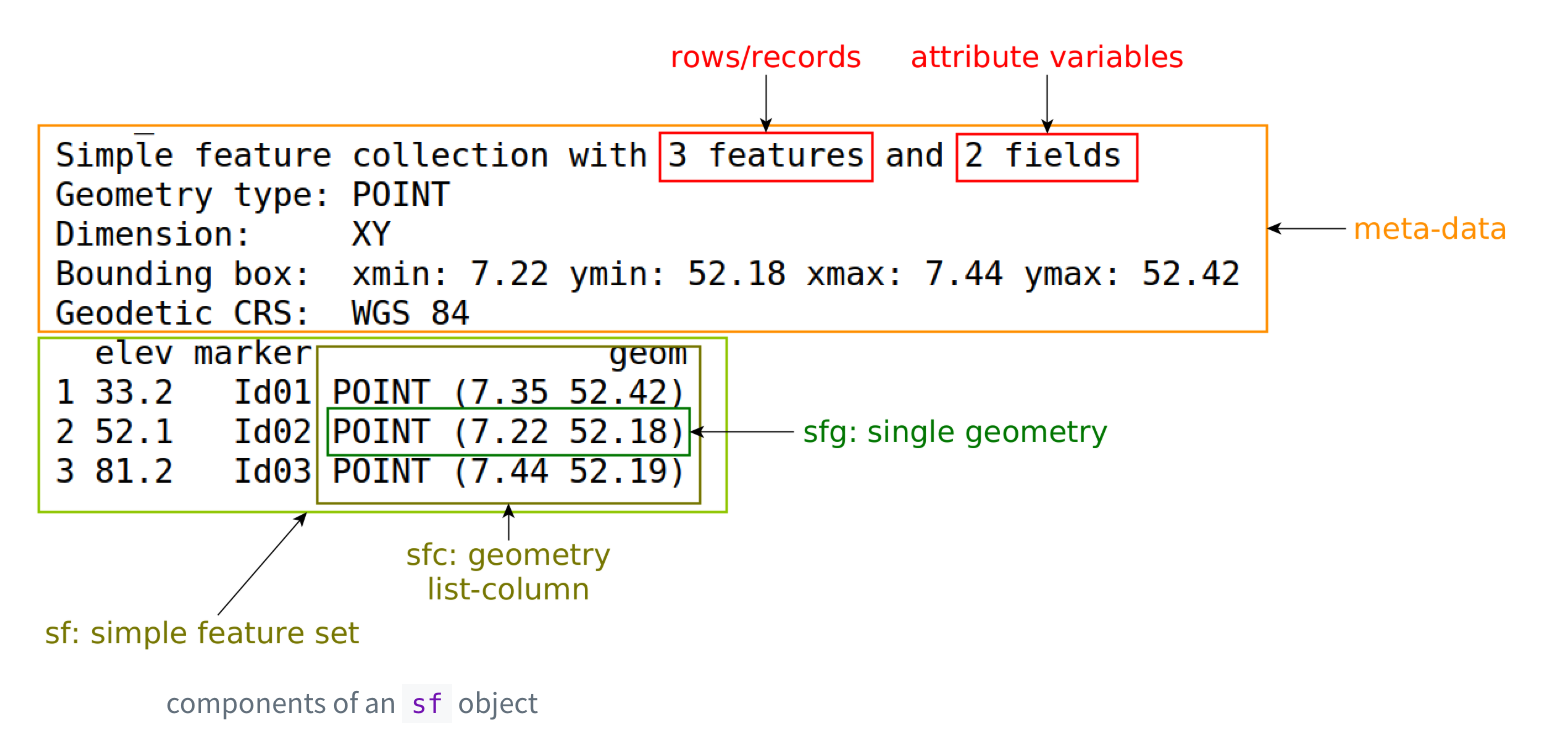 rows/records attribute variables
Simple feature collection with 3 features and 2 fields
Geometry type: POINT
Dimension: XY
Bounding box: xmin: 7.22 ymin: 52.18 xmax: 7.44 ymax: 52.42
Geodetic CRS: WGS 84
meta-data
elev marker geom
1 33.2 Id01 POINT (7.35 52.42)
2 52.1 Id02 POINT (7.22 52.18)
3 81.2 Id03 POINT (7.44 52.19)
sfg: single geometry
sfc: geometry
list-column
sf: simple feature set
components of an sf object